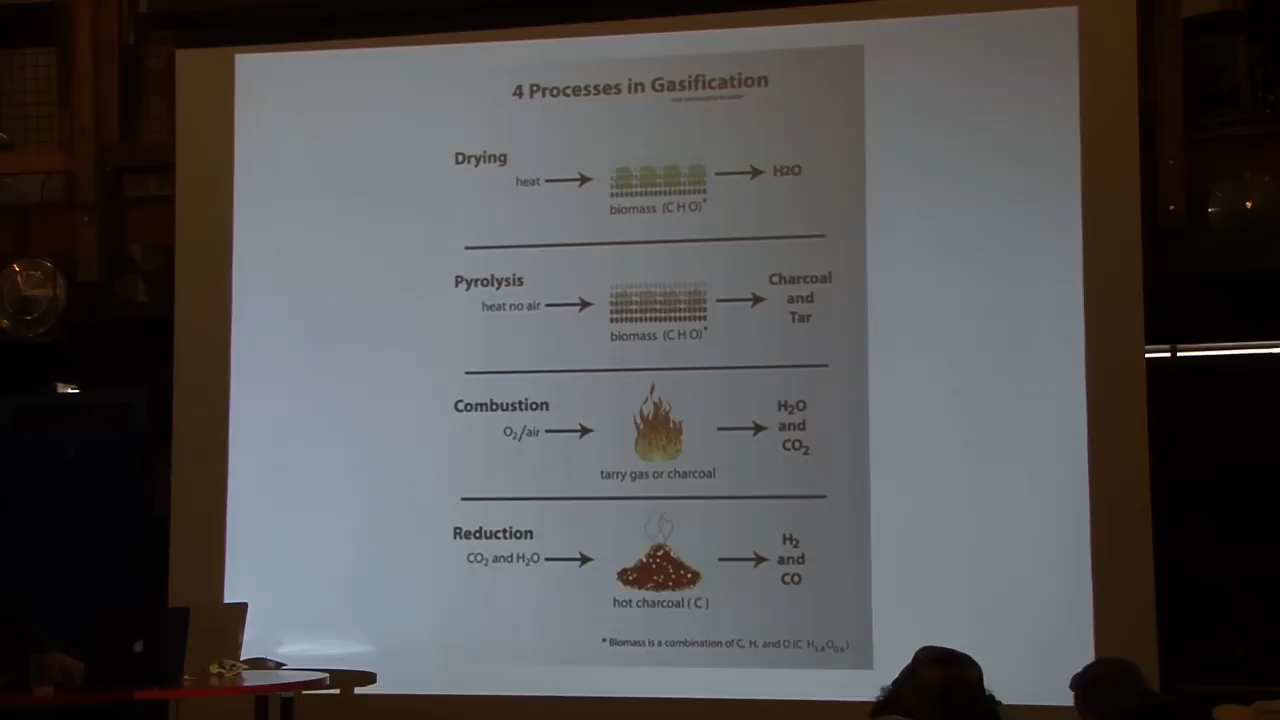 4 Processes in Gasification
Drying
heat
H2O
biomass (C H O)*
Pyrolysis
heat no air
Charcoal
and
Tar
biomass (C H O)*
Combustion
O₂/air
H₂O
and
CO₂
tarry gas or charcoal
Reduction
CO₂ and H₂O
H₂
and
CO
hot charcoal ( C )
* Biomass is a combination of C, H, and O (C H